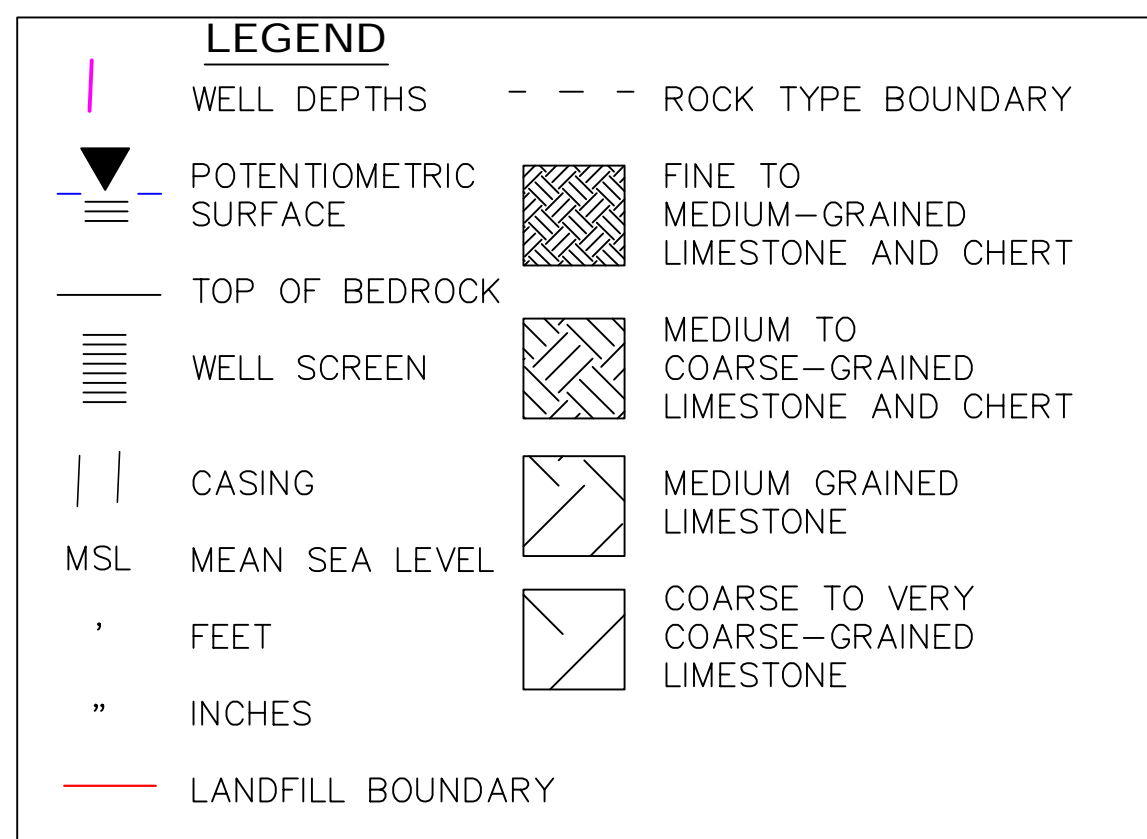 LEGEND
WELL DEPTHS
POTENTIOMETRIC
SURFACE
TOP OF BEDROCK
WELL SCREEN
CASING
MSL MEAN SEA LEVEL
' FEET
" INCHES
LANDFILL BOUNDARY
ROCK TYPE BOUNDARY
FINE TO
MEDIUM-GRAINED
LIMESTONE AND CHERT
MEDIUM TO
COARSE-GRAINED
LIMESTONE AND CHERT
MEDIUM GRAINED
LIMESTONE
COARSE TO VERY
COARSE-GRAINED
LIMESTONE